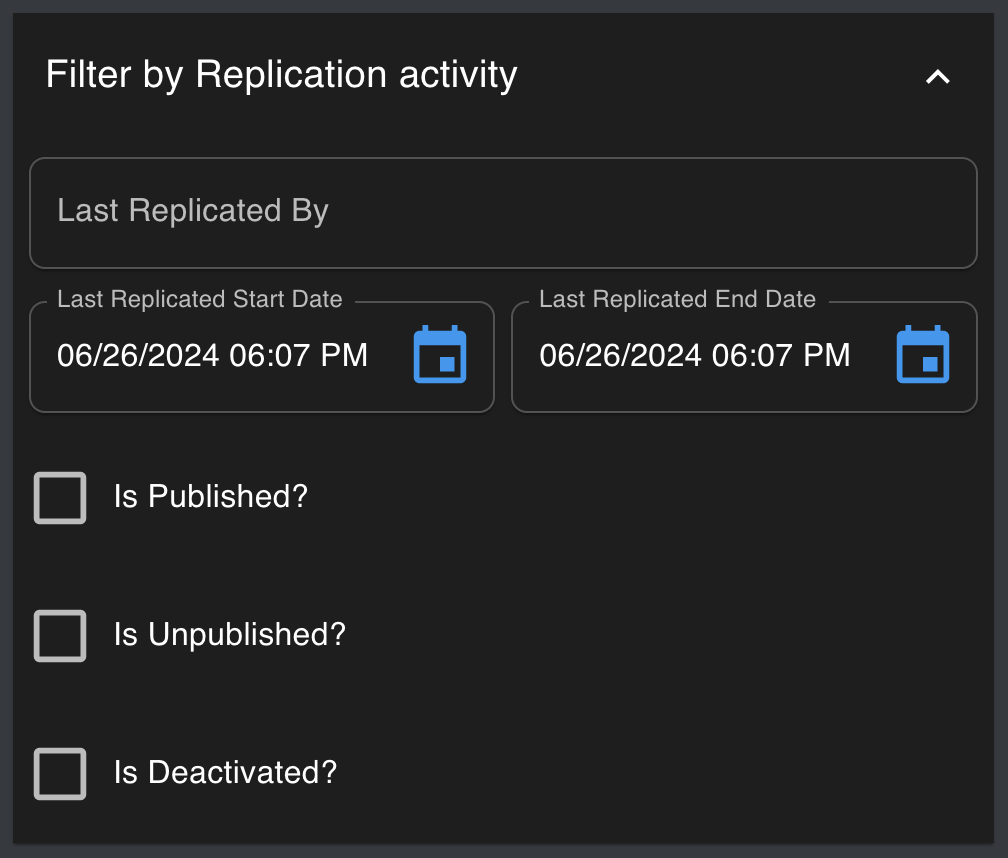 Filter by Replication activity
Last Replicated By
Last Replicated Start Date
06/26/2024 06:07 PM
Last Replicated End Date
06/26/2024 06:07 PM
Is Published?
Is Unpublished?
Is Deactivated?